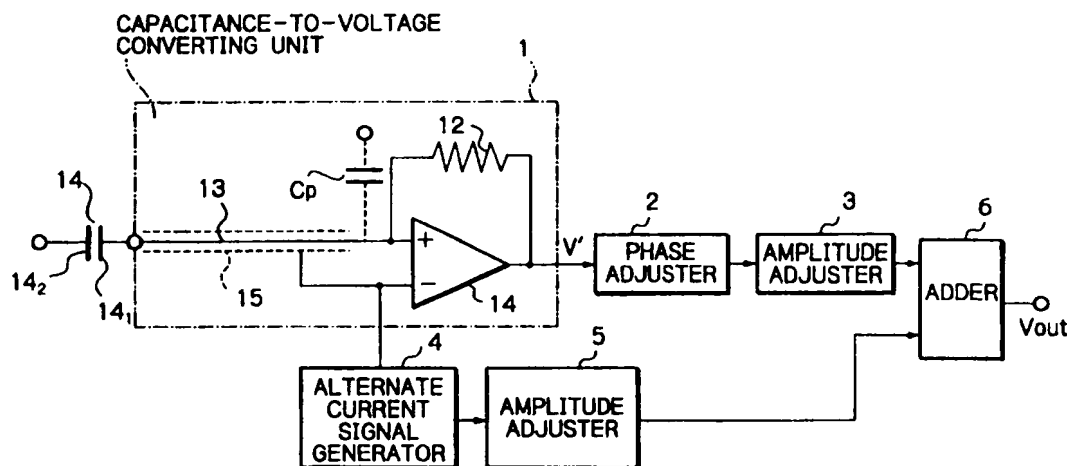 CAPACITANCE-TO-VOLTAGE
CONVERTING UNIT
1
12
Cp
14
13
14₂
14₁
15
+
−
14
V'
2
PHASE
ADJUSTER
3
AMPLITUDE
ADJUSTER
6
ADDER
Vout
4
ALTERNATE
CURRENT
SIGNAL
GENERATOR
5
AMPLITUDE
ADJUSTER